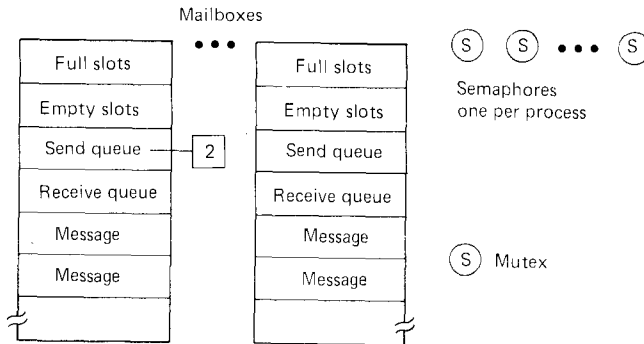 Mailboxes
Full slots
Empty slots
Send queue
2
Receive queue
Message
Message
Full slots
Empty slots
Send queue
Receive queue
Message
Message
S S S
Semaphores
one per process
S Mutex